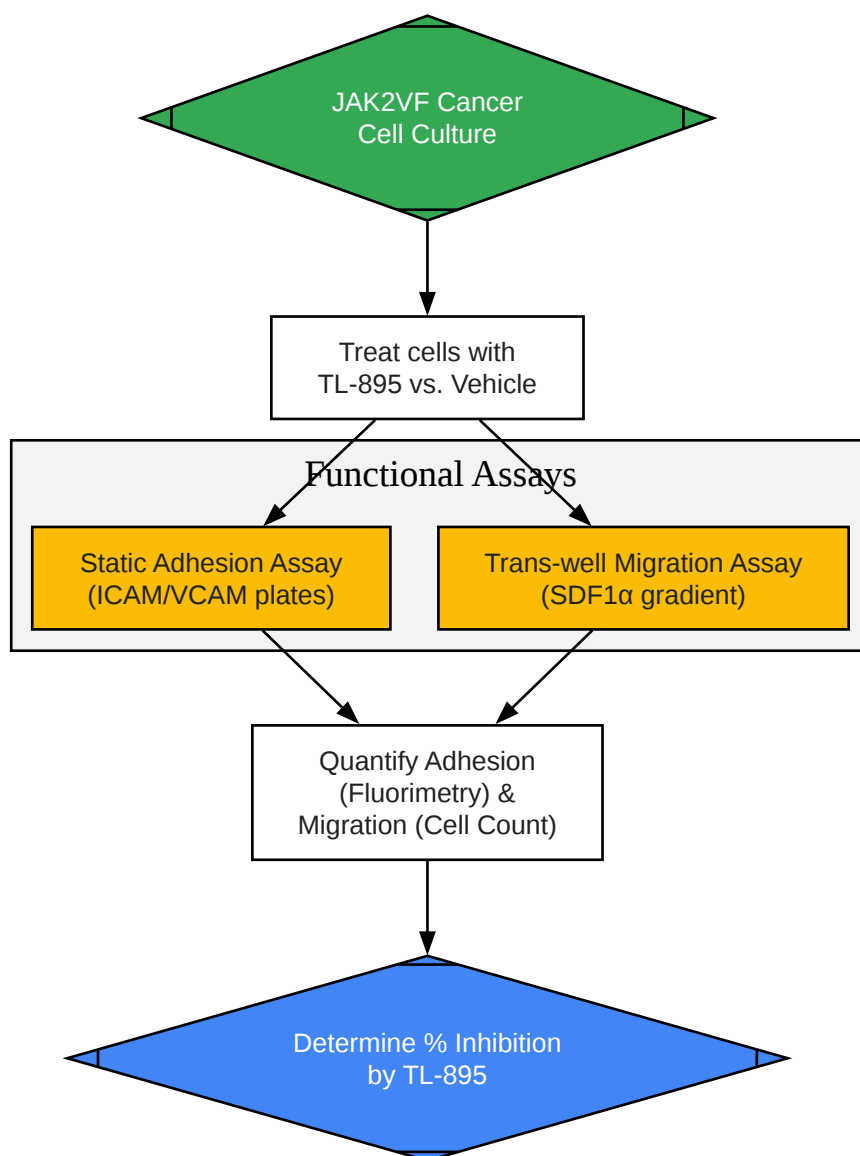 JAK2VF Cancer
Cell Culture
Treat cells with
TL-895 vs. Vehicle
Functional Assays
Static Adhesion Assay
(ICAM/VCAM plates)
Trans-well Migration Assay
(SDF1α gradient)
Quantify Adhesion
(Fluorimetry) &
Migration (Cell Count)
Determine % Inhibition
by TL-895